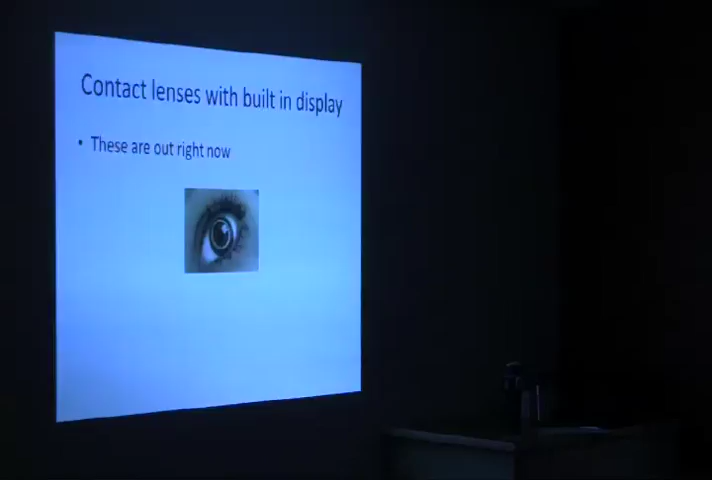 Contact lenses with built in display
• These are out right now